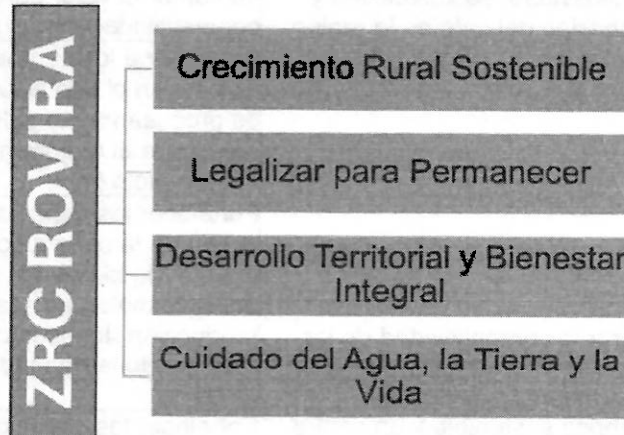 ZRC ROVIRA
Crecimiento Rural Sostenible
Legalizar para Permanecer
Desarrollo Territorial y Bienestar
Integral
Cuidado del Agua, la Tierra y la
Vida